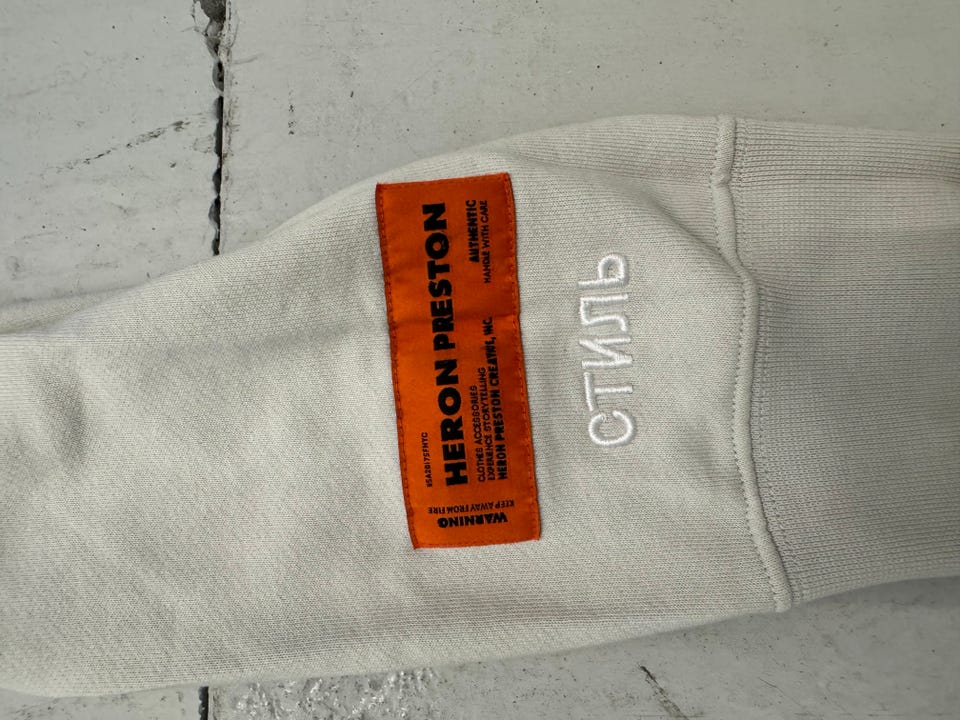 USA2017SFNYC
HERON PRESTON
CLOTHES ACCESSORIES
EXPERIENCE STORYTELLING
HERON PRESTON CREATIVE, INC.
AUTHENTIC
HANDLE WITH CARE
WARNING
KEEP AWAY FROM FIRE
СТИЛЬ